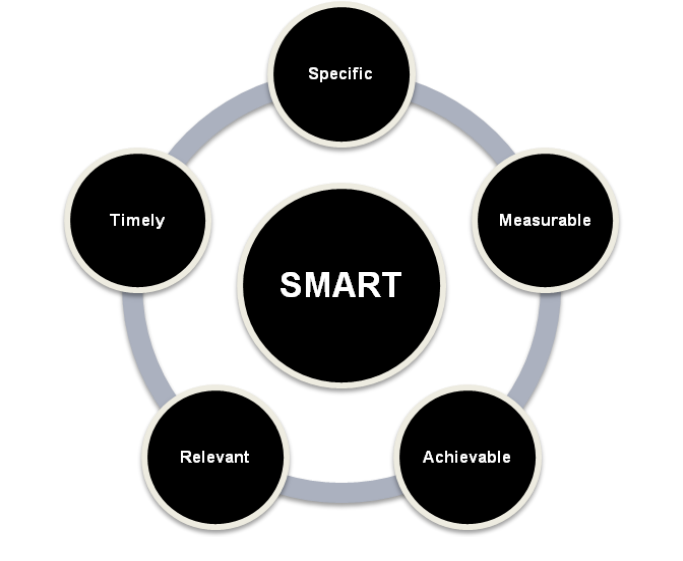 Specific
Measurable
Achievable
Relevant
Timely
SMART